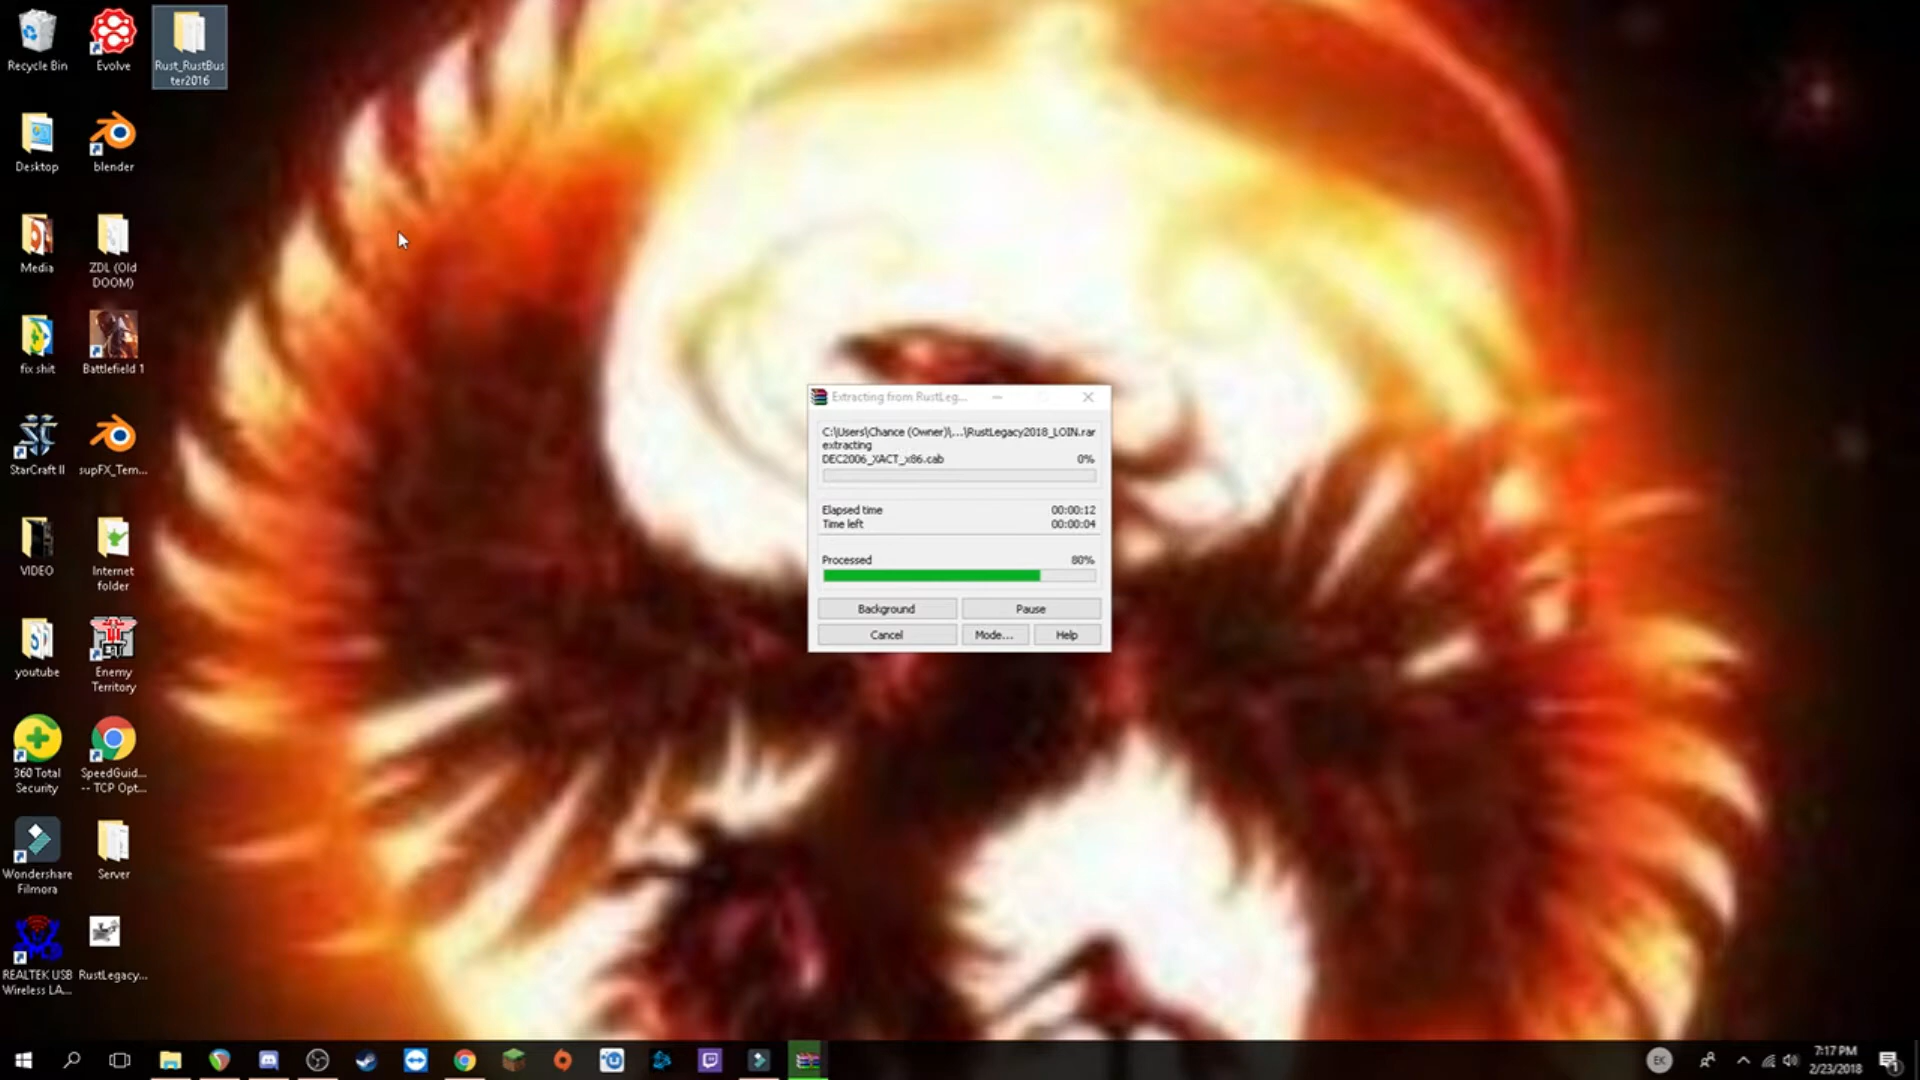 Recycle Bin
Evolve
Rust_RustBus
ter2016
Desktop
blender
Media
ZDL (Old
DOOM)
fix shit
Battlefield 1
StarCraft II
supFX_Tem...
VIDEO
Internet
folder
youtube
Enemy
Territory
360 Total
Security
SpeedGuid...
-- TCP Opt...
Wondershare
Filmora
Server
REALTEK USB
Wireless LA...
RustLegacy...
Extracting from RustLeg...
C:\Users\Chance (Owner)\,...\RustLegacy2018_LOIN.rar
extracting
DEC2006_XACT_x86.cab 0%
Elapsed time 00:00:12
Time left 00:00:04
Processed 80%
Background
Pause
Cancel
Mode...
Help
EK
7:17 PM
2/23/2018
1